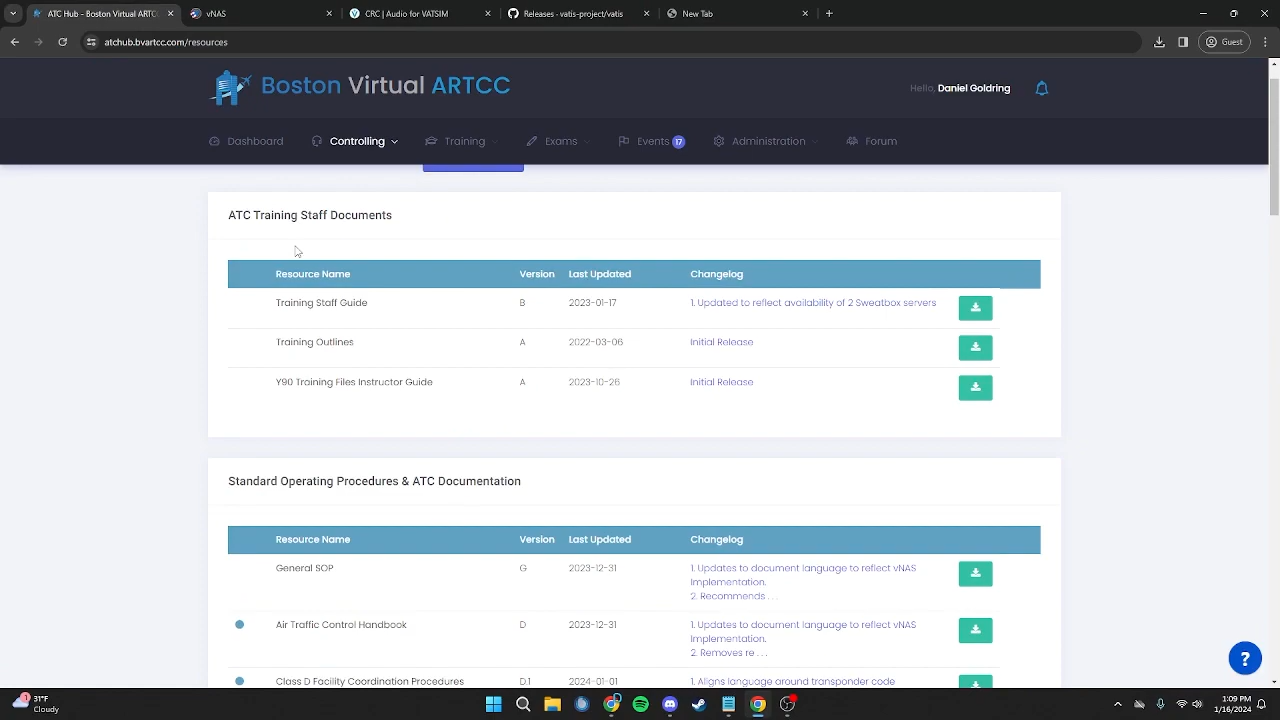 ATC Hub - Boston Virtual ARTCC
vNAS
CRC | Audio for VATSIM
Releases · vatis-project/vatis
New Tab
atchub.bvartcc.com/resources
Guest
Boston Virtual ARTCC
Hello, Daniel Goldring
Dashboard
Controlling
Training
Exams
Events 17
Administration
Forum
ATC Training Staff Documents
Resource Name Version Last Updated Changelog
Training Staff Guide B 2023-01-17 1. Updated to reflect availability of 2 Sweatbox servers
Training Outlines A 2022-03-06 Initial Release
Y90 Training Files Instructor Guide A 2023-10-26 Initial Release
Standard Operating Procedures & ATC Documentation
Resource Name Version Last Updated Changelog
General SOP G 2023-12-31 1. Updates to document language to reflect vNAS
Implementation.
2. Recommends . . .
Air Traffic Control Handbook D 2023-12-31 1. Updates to document language to reflect vNAS
Implementation.
2. Removes re . . .
Class D Facility Coordination Procedures D.1 2024-01-01 1. Aligns language around transponder code
?
1
31°F
Cloudy
1:09 PM
1/16/2024